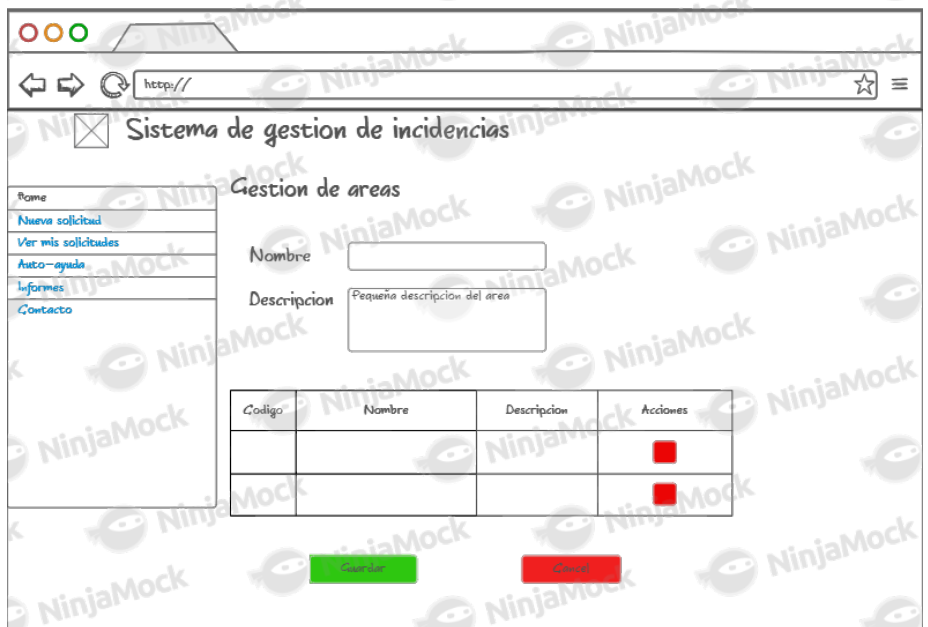 http://
Sistema de gestion de incidencias
Home
Nueva solicitud
Ver mis solicitudes
Auto-ayuda
Informes
Contacto
Gestion de areas
Nombre
Descripcion
Pequeña descripcion del area
Codigo Nombre Descripcion Acciones
Guardar Cancel
NinjaMock